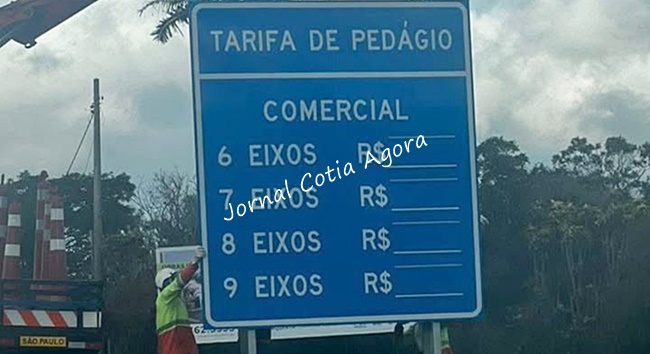 TARIFA DE PEDÁGIO
COMERCIAL
6 EIXOS R$
7 EIXOS R$
8 EIXOS R$
9 EIXOS R$
Jornal Cotia Agora
SÃO PAULO